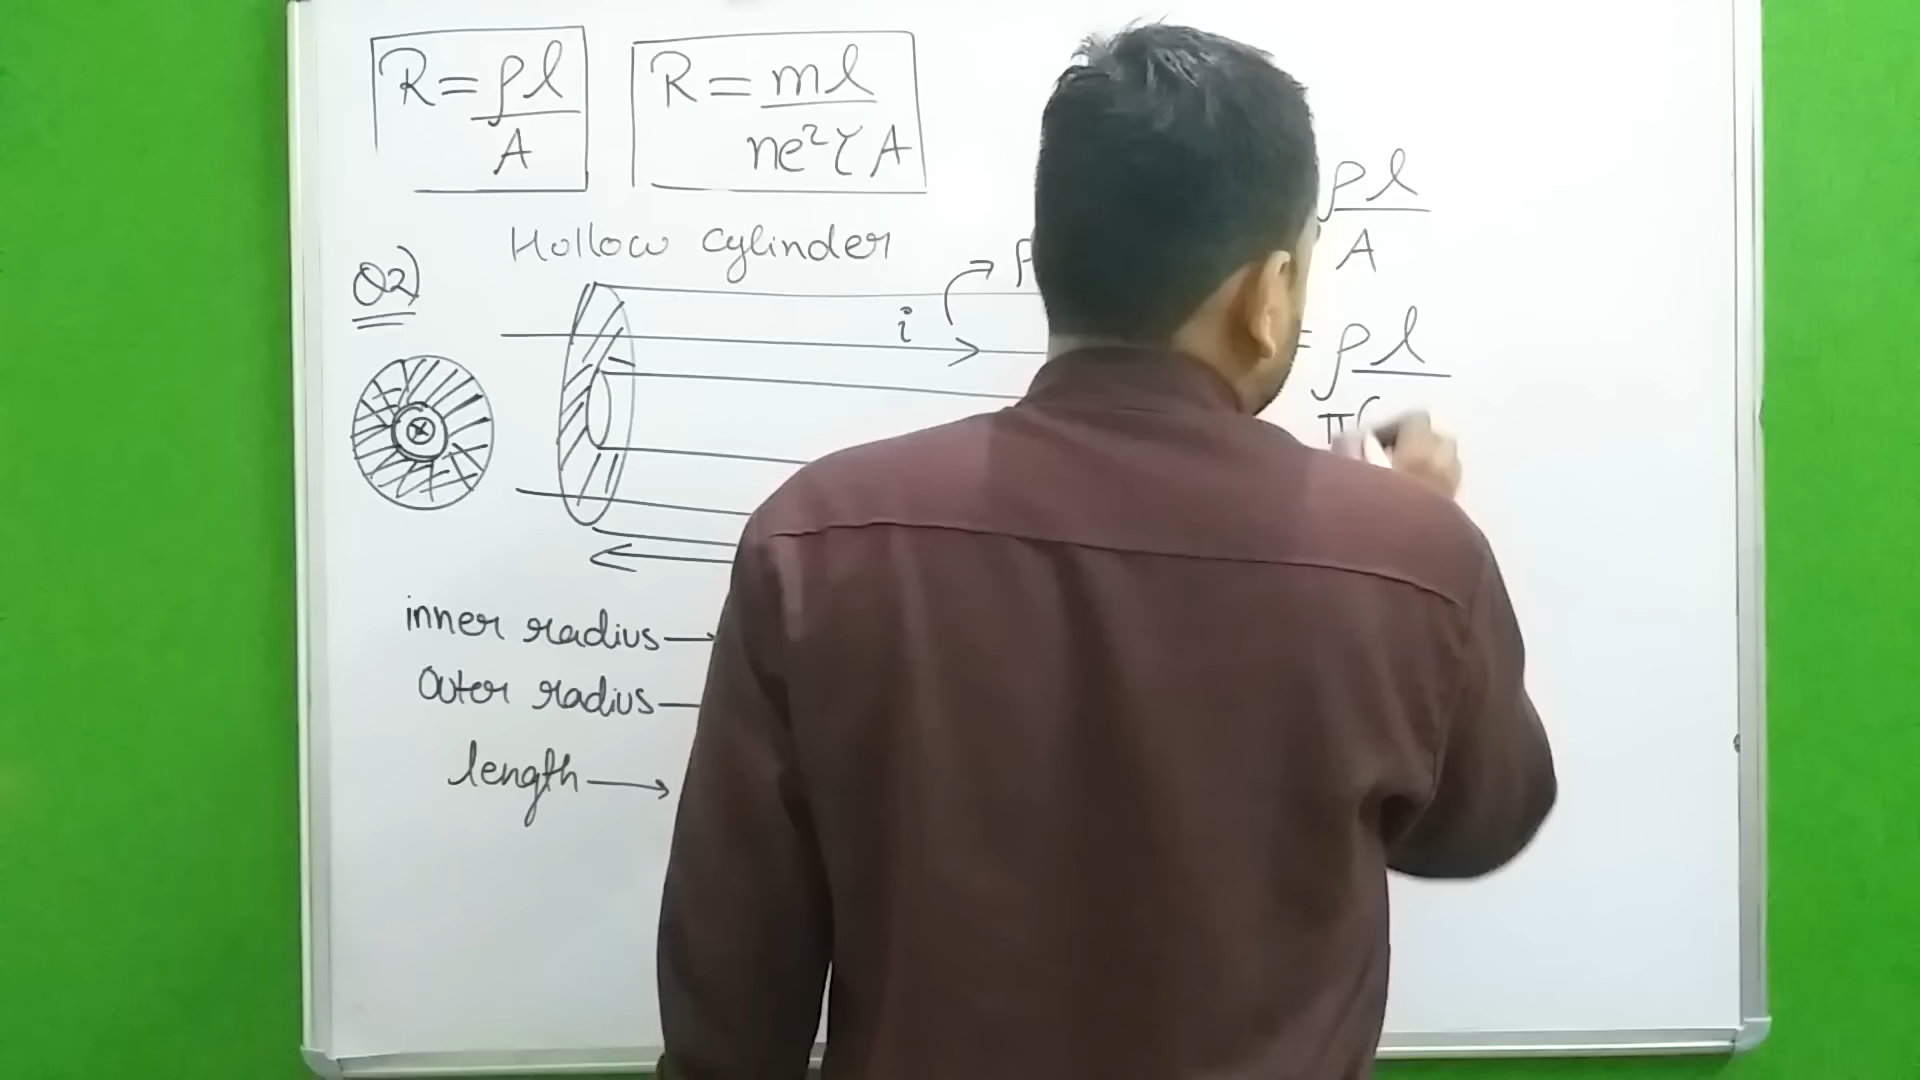 R = ρl / A
R = ml / ne²τA
Hollow cylinder
Q2)
i
ρ
inner radius →
Outer radius —
length →
ρl / A
= ρl / π(